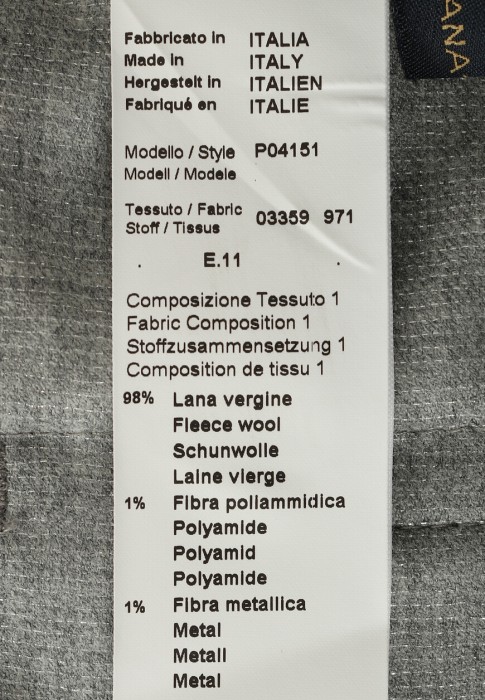 Fabbricato in ITALIA
Made in ITALY
Hergestelt in ITALIEN
Fabriqué en ITALIE
Modello / Style P04151
Modell / Modele
Tessuto / Fabric 03359 971
Stoff / Tissus
E.11
Composizione Tessuto 1
Fabric Composition 1
Stoffzusammensetzung 1
Composition de tissu 1
98% Lana vergine
Fleece wool
Schunwolle
Laine vierge
1% Fibra poliammidica
Polyamide
Polyamid
Polyamide
1% Fibra metallica
Metal
Metall
Metal
ANA